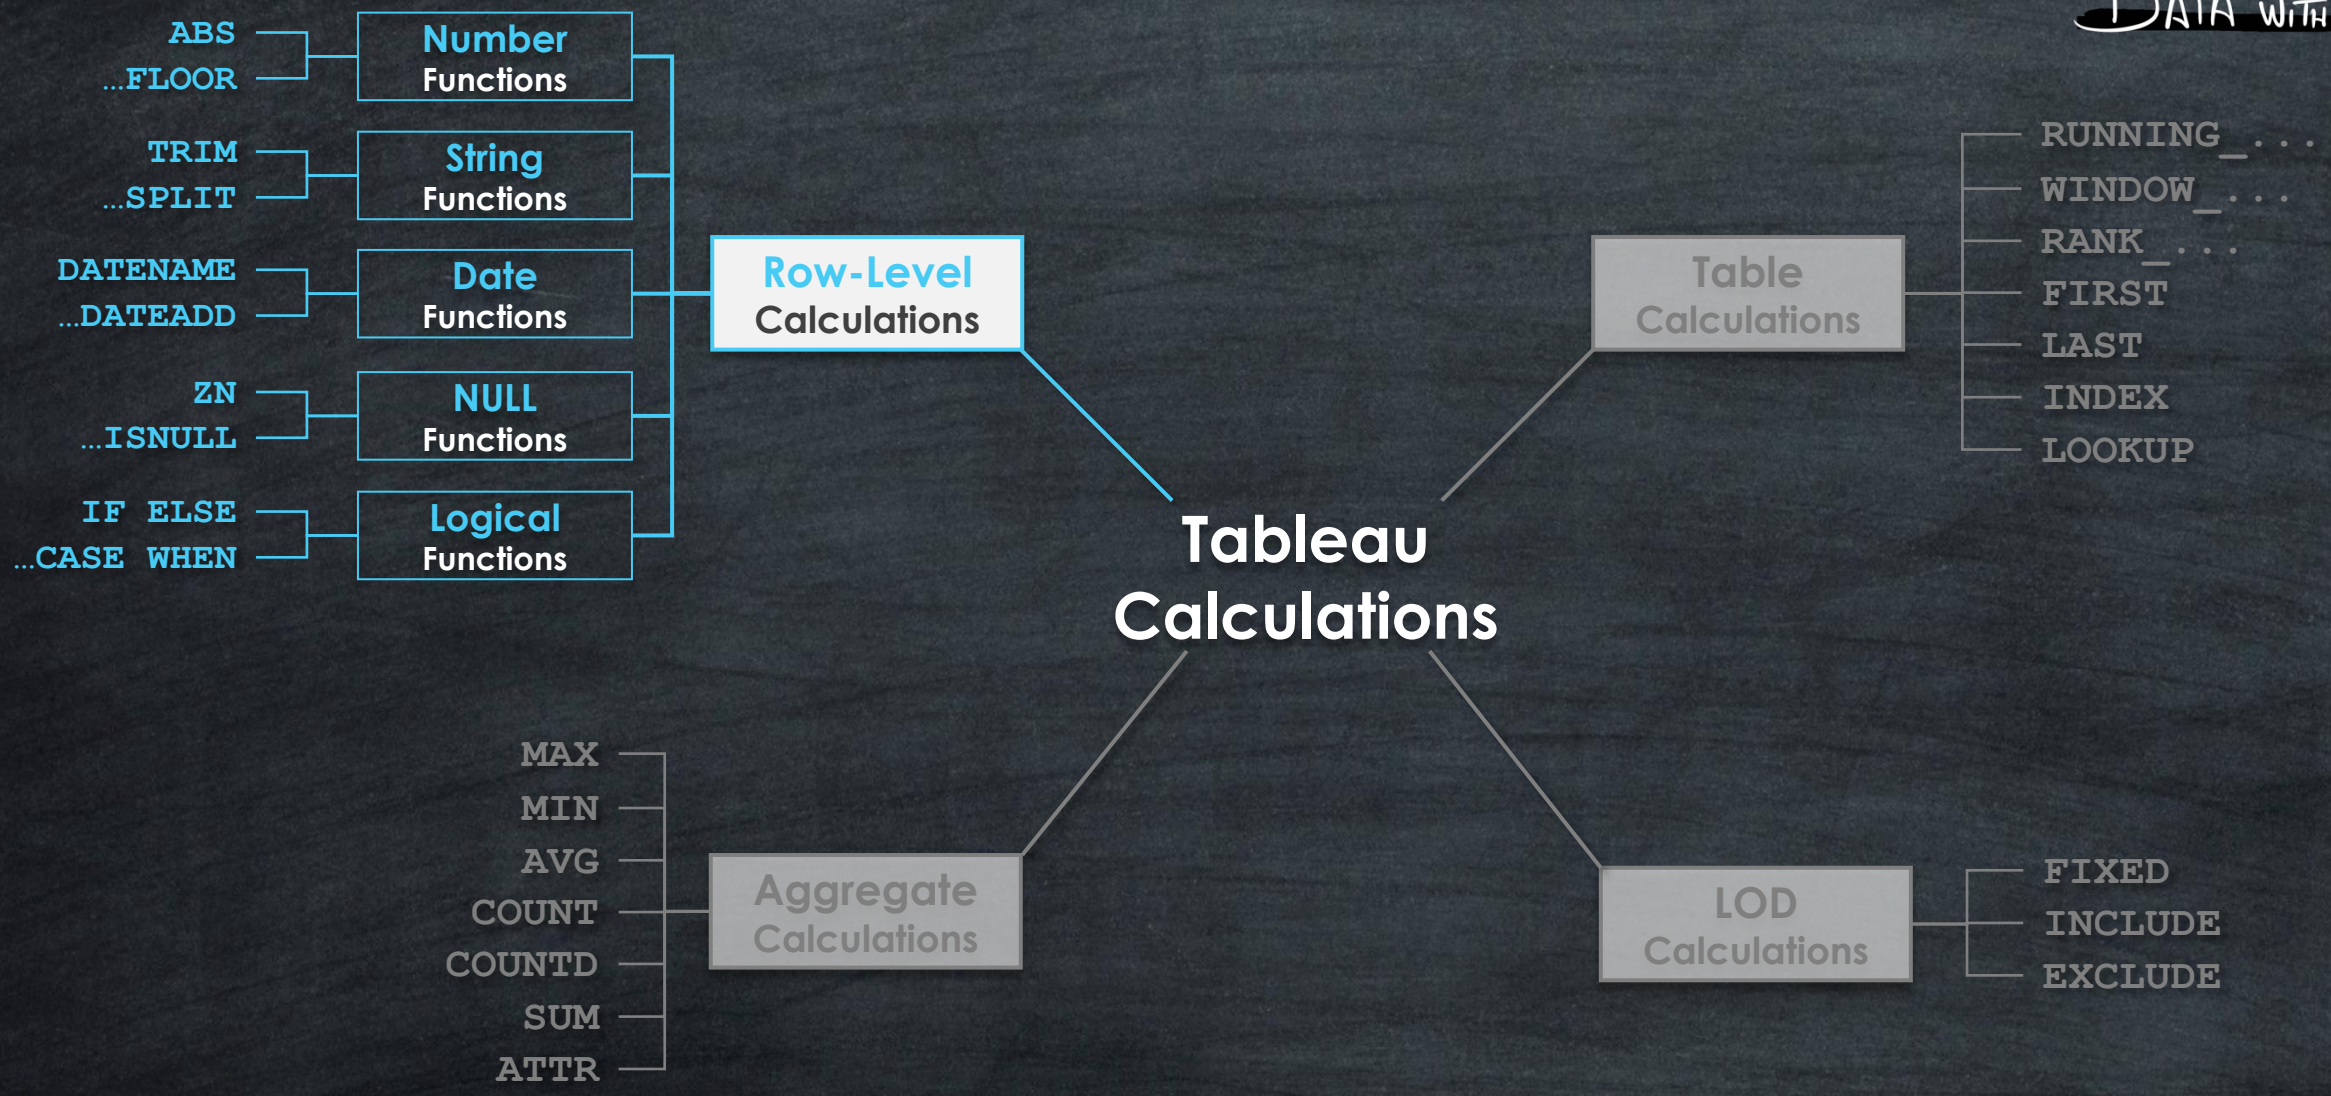 DATA WITH
ABS
...FLOOR
Number
Functions
TRIM
...SPLIT
String
Functions
DATENAME
...DATEADD
Date
Functions
ZN
...ISNULL
NULL
Functions
IF ELSE
...CASE WHEN
Logical
Functions
Row-Level
Calculations
Table
Calculations
RUNNING_...
WINDOW_...
RANK_...
FIRST
LAST
INDEX
LOOKUP
Tableau
Calculations
MAX
MIN
AVG
COUNT
COUNTD
SUM
ATTR
Aggregate
Calculations
LOD
Calculations
FIXED
INCLUDE
EXCLUDE